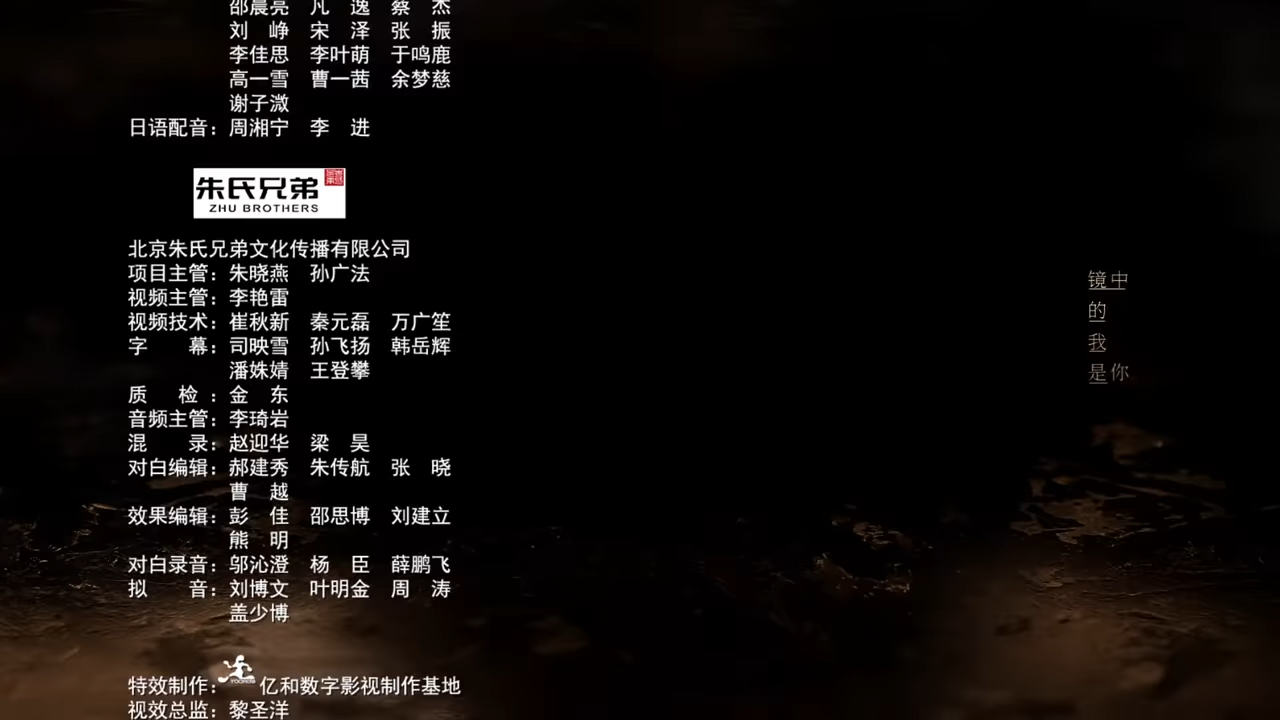 邵晨亮 凡 逸 蔡 杰
刘 峥 宋 泽 张 振
李佳思 李叶萌 于鸣鹿
高一雪 曹一茜 余梦慈
谢子溦
日语配音：周湘宁 李 进
朱氏兄弟
ZHU BROTHERS
北京朱氏兄弟文化传播有限公司
项目主管：朱晓燕 孙广法
视频主管：李艳雷
视频技术：崔秋新 秦元磊 万广笙
字 幕：司映雪 孙飞扬 韩岳辉
潘姝婧 王登攀
质 检：金 东
音频主管：李琦岩
混 录：赵迎华 梁 昊
对白编辑：郝建秀 朱传航 张 晓
曹 越
效果编辑：彭 佳 邵思博 刘建立
熊 明
对白录音：邬沁澄 杨 臣 薛鹏飞
拟 音：刘博文 叶明金 周 涛
盖少博
特效制作：亿和数字影视制作基地
视效总监：黎圣洋
镜中
的
我
是你